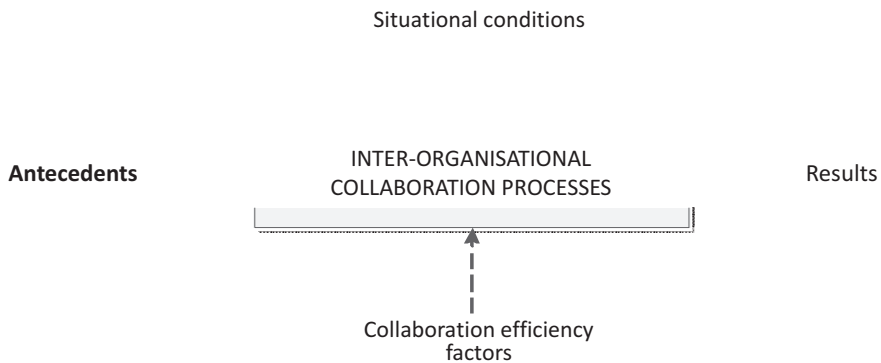 Situational conditions
Antecedents
INTER-ORGANISATIONAL
COLLABORATION PROCESSES
Results
Collaboration efficiency
factors